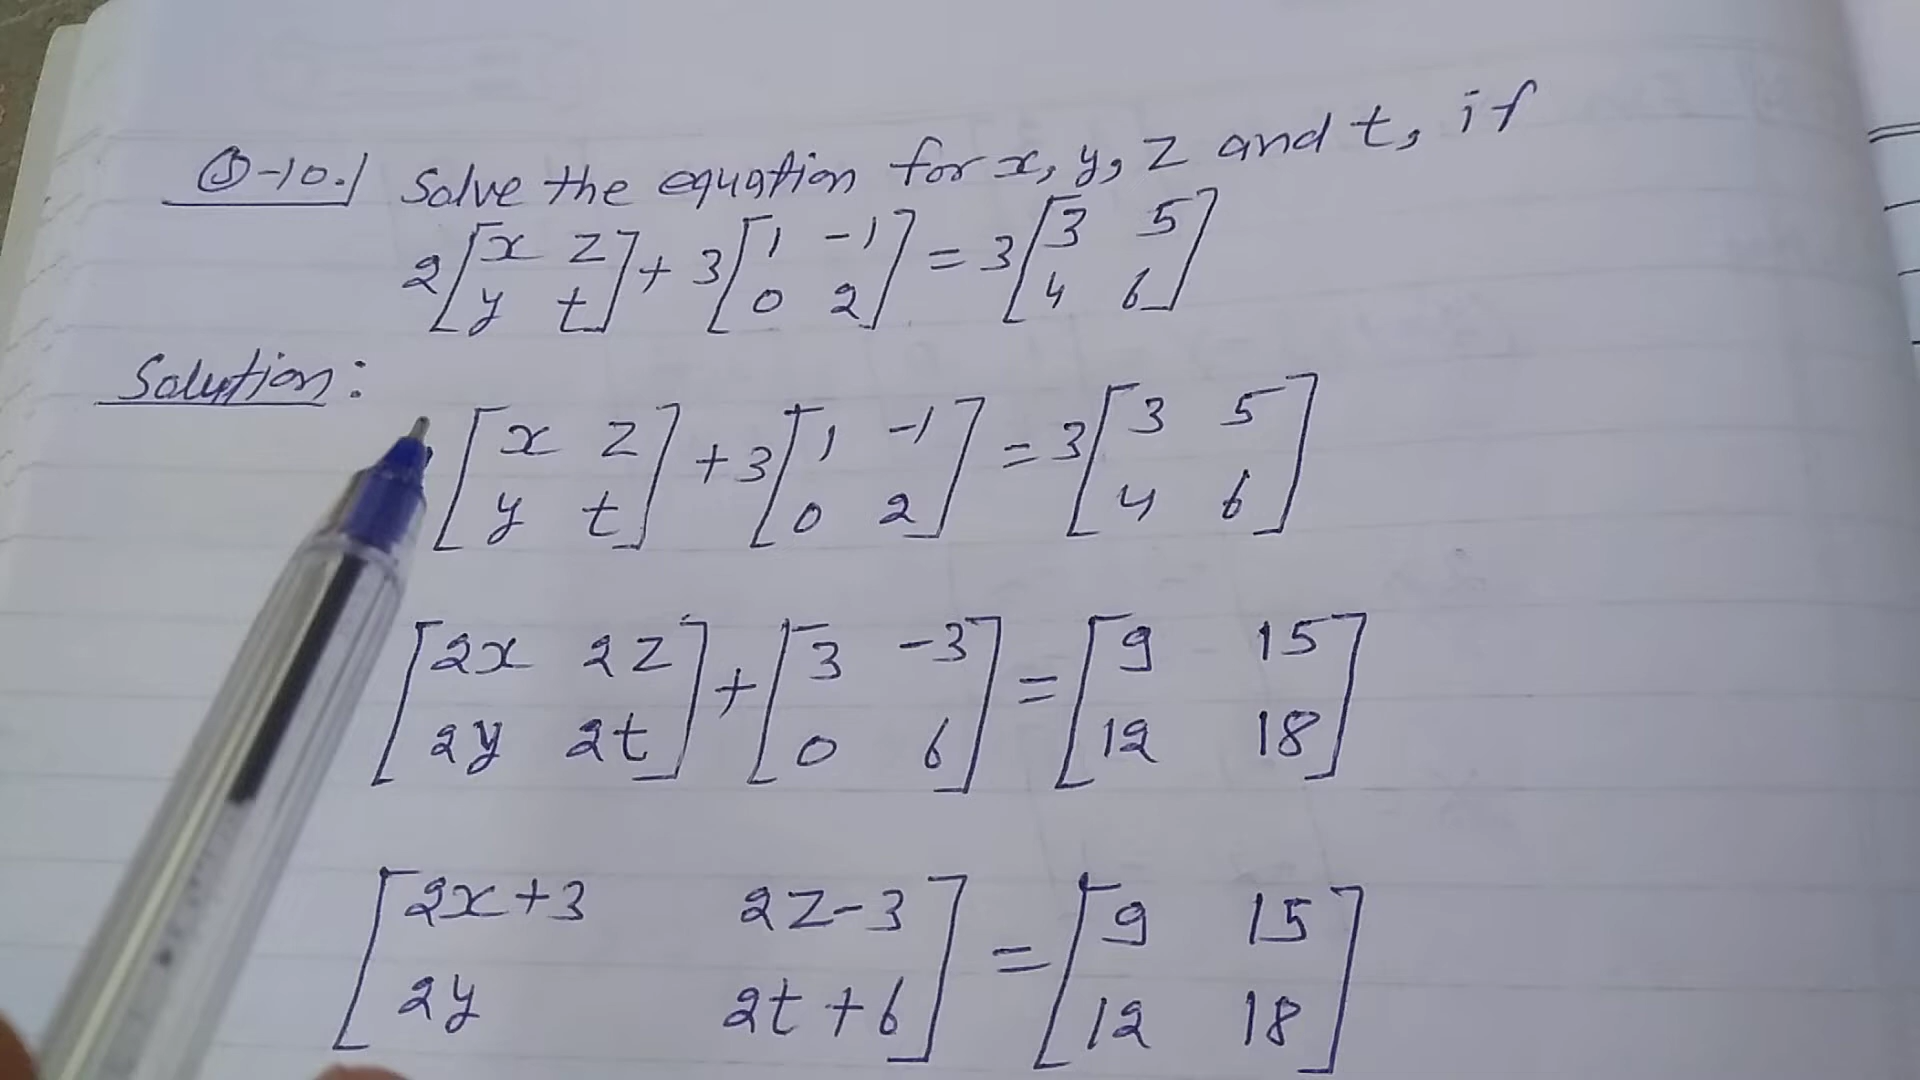 Q-10.) Solve the equation for x, y, z and t, if
2[x z] + 3[1 -1] = 3[3 5]
[y t] [0 2] [4 6]
Solution:
[x z] + 3[1 -1] = 3[3 5]
[y t] [0 2] [4 6]
[2x 2z] + [3 -3] = [9 15]
[2y 2t] [0 6] [12 18]
[2x+3 2z-3] = [9 15]
[2y 2t+6] [12 18]